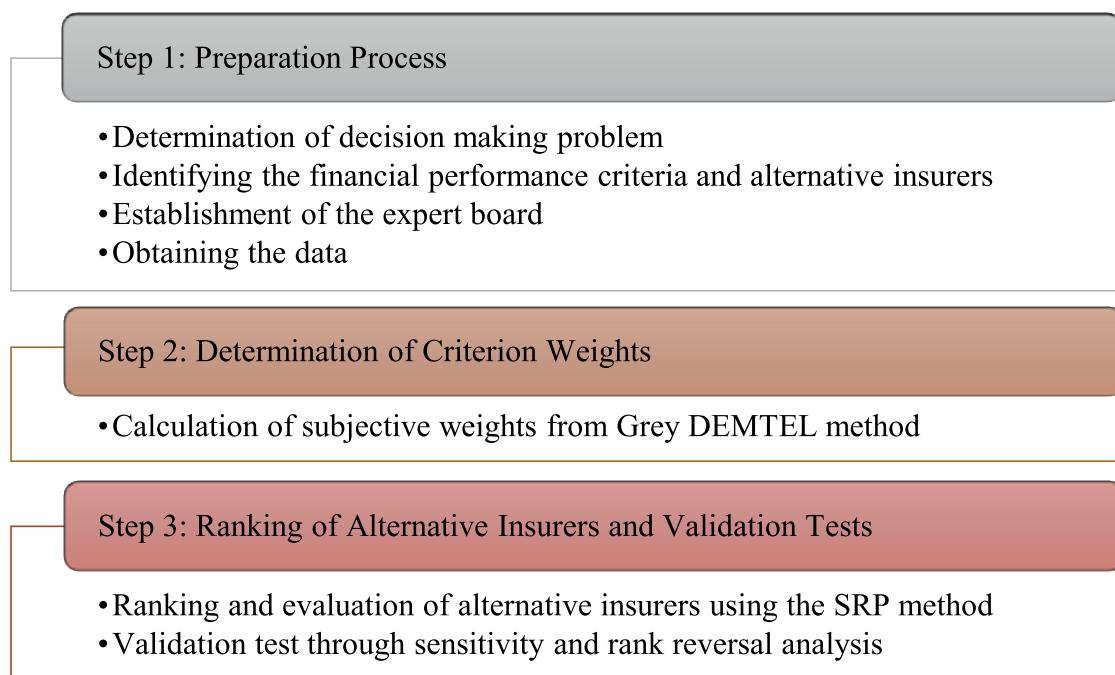 Step 1: Preparation Process
•Determination of decision making problem
•Identifying the financial performance criteria and alternative insurers
•Establishment of the expert board
•Obtaining the data
Step 2: Determination of Criterion Weights
•Calculation of subjective weights from Grey DEMTEL method
Step 3: Ranking of Alternative Insurers and Validation Tests
•Ranking and evaluation of alternative insurers using the SRP method
•Validation test through sensitivity and rank reversal analysis